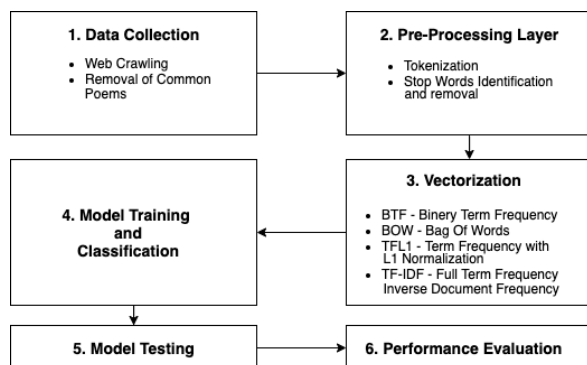 1. Data Collection
• Web Crawling
• Removal of Common
Poems
2. Pre-Processing Layer
• Tokenization
• Stop Words Identification
and removal
3. Vectorization
• BTF - Binery Term Frequency
• BOW - Bag Of Words
• TFL1 - Term Frequency with
L1 Normalization
• TF-IDF - Full Term Frequency
Inverse Document Frequency
4. Model Training
and
Classification
5. Model Testing
6. Performance Evaluation